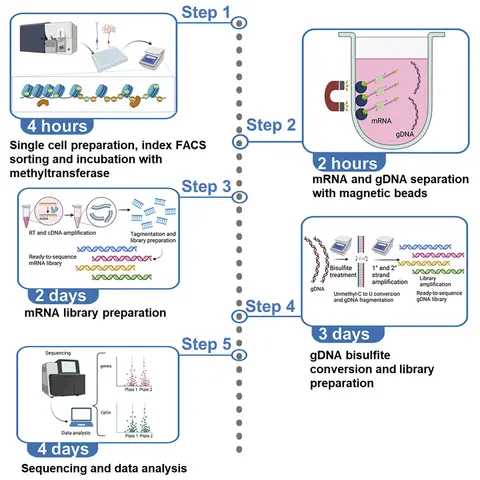 Step 1
4 hours
Single cell preparation, index FACS
sorting and incubation with
methyltransferase
Step 2
mRNA
gDNA
2 hours
mRNA and gDNA separation
with magnetic beads
Step 3
RT and cDNA amplification
Tagmentation and
library preparation
Ready-to-sequence
mRNA library
2 days
mRNA library preparation
Step 4
gDNA
Bisulfite
treatment
1° and 2°
strand
amplification
Unmethyl-C to U conversion
and gDNA fragmentation
Library
amplification
Ready-to-sequence
gDNA library
3 days
gDNA bisulfite
conversion and library
preparation
Step 5
Sequencing
genes
Plate 1 Plate 2
Data analysis
CpGs
Plate 1 Plate 2
4 days
Sequencing and data analysis